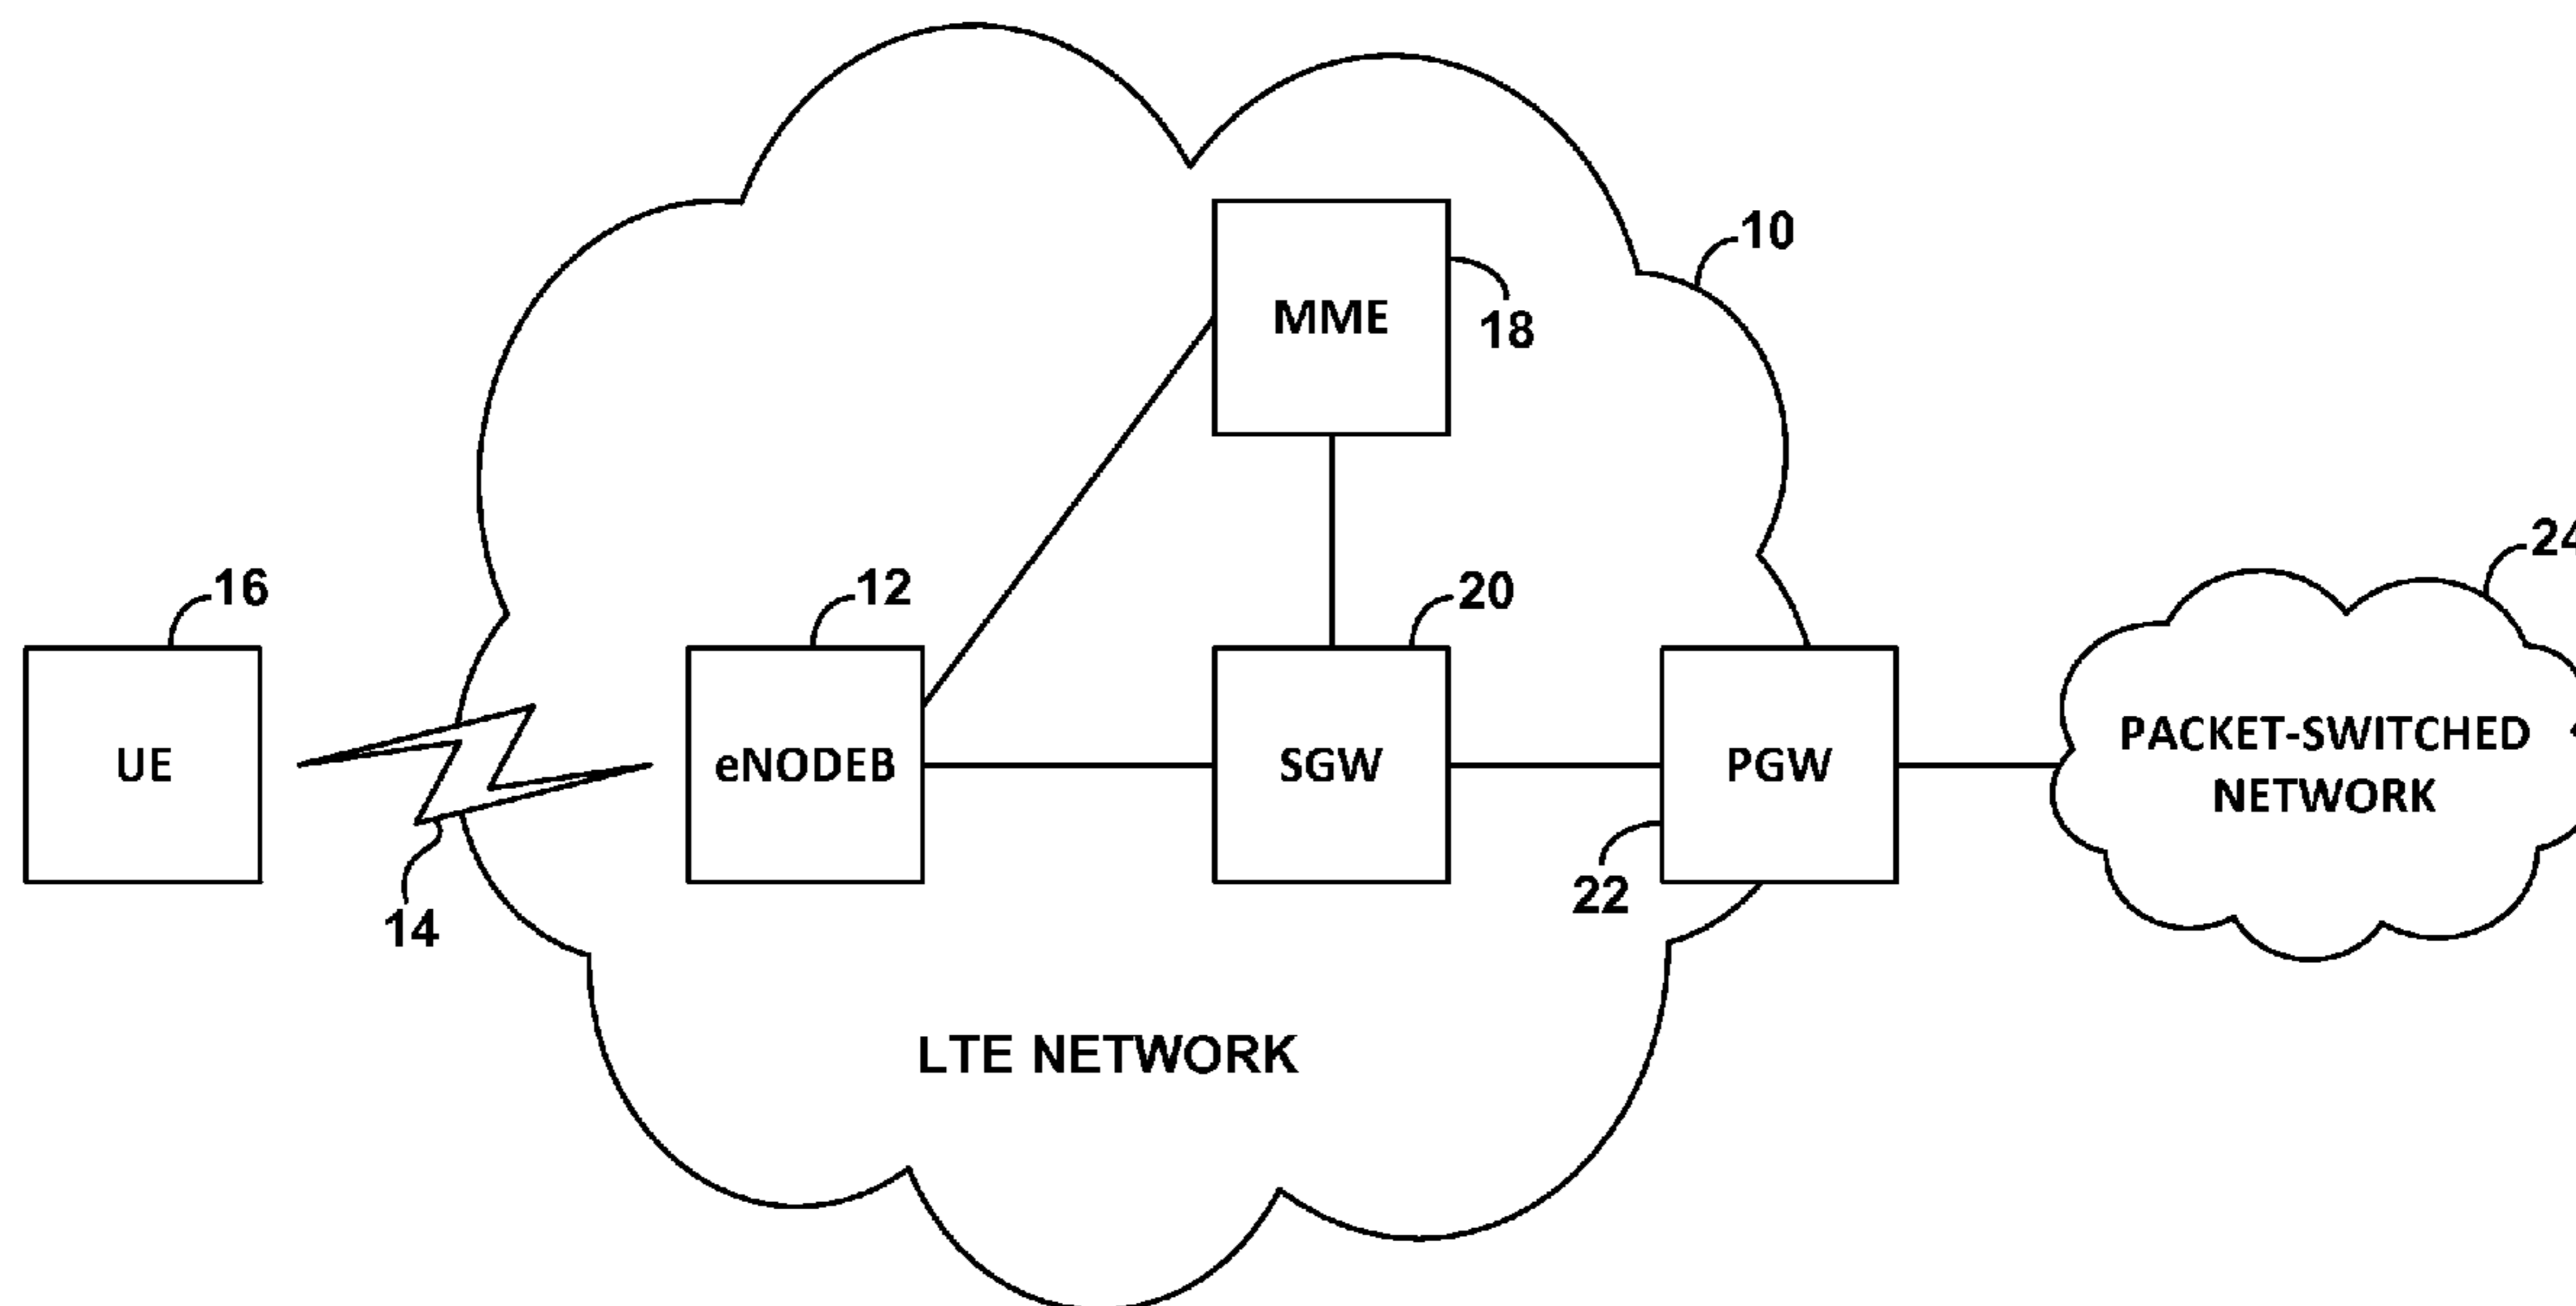 10
MME
18
24
16
12
20
UE
eNODEB
SGW
PGW
PACKET-SWITCHED
NETWORK
22
14
LTE NETWORK